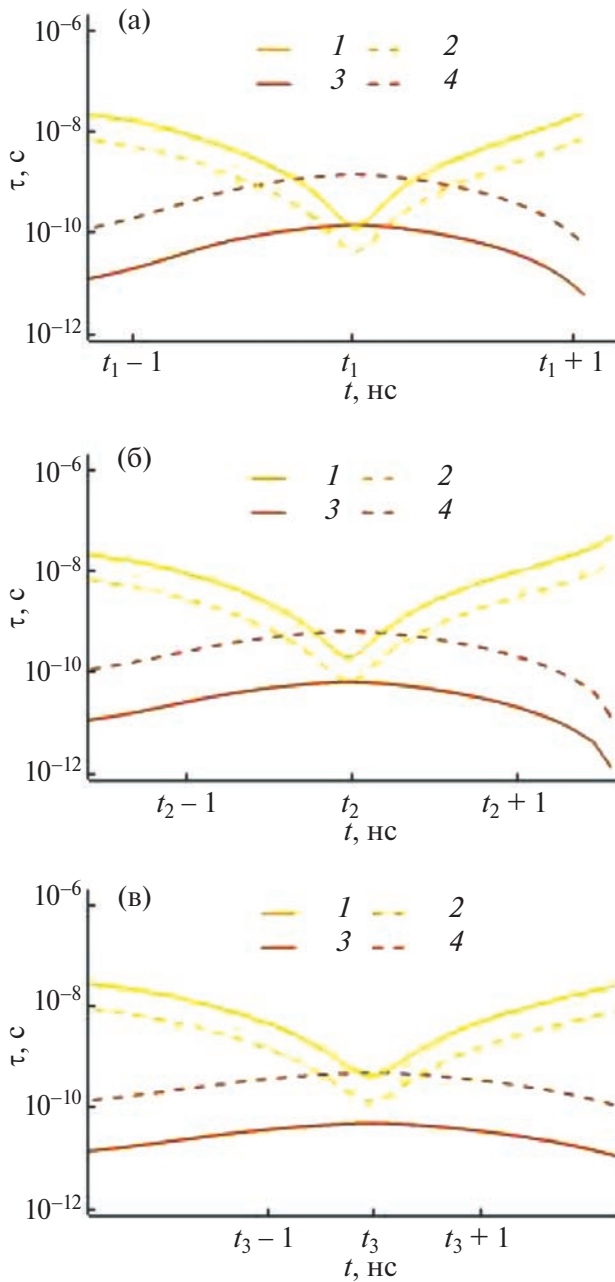 (а)
10⁻⁶
1 2
3 4
10⁻⁸
τ, с
10⁻¹⁰
10⁻¹²
t₁ – 1 t₁ t₁ + 1
t, нс
(б)
10⁻⁶
1 2
3 4
10⁻⁸
τ, с
10⁻¹⁰
10⁻¹²
t₂ – 1 t₂ t₂ + 1
t, нс
(в)
10⁻⁶
1 2
3 4
10⁻⁸
τ, с
10⁻¹⁰
10⁻¹²
t₃ – 1 t₃ t₃ + 1
t, нс